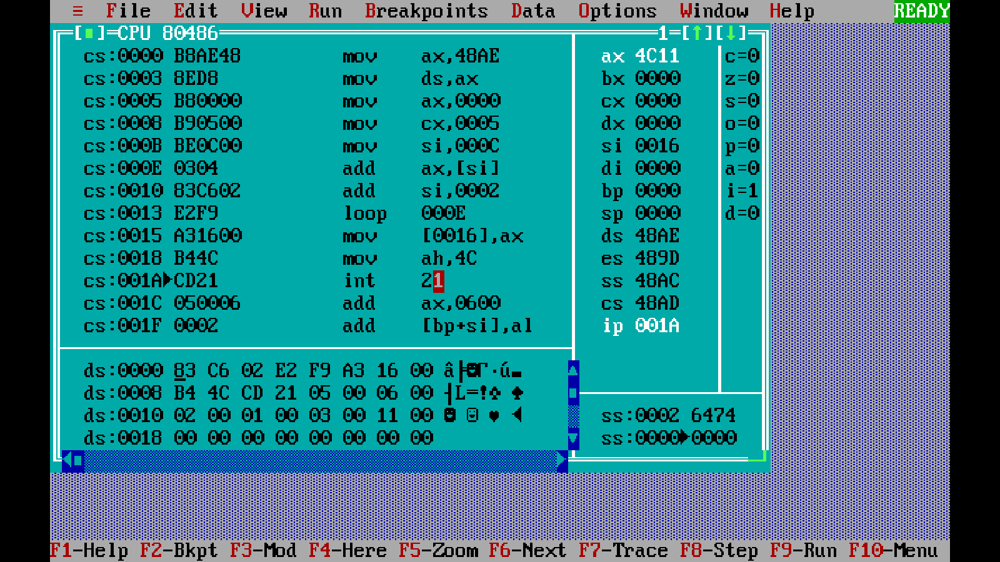 ≡ File Edit View Run Breakpoints Data Options Window Help READY
[■]=CPU 80486 1=[↑][↓]
cs:0000 B8AE48 mov ax,48AE ax 4C11 c=0
cs:0003 8ED8 mov ds,ax bx 0000 z=0
cs:0005 B80000 mov ax,0000 cx 0000 s=0
cs:0008 B90500 mov cx,0005 dx 0000 o=0
cs:000B BE0C00 mov si,000C si 0016 p=0
cs:000E 0304 add ax,[si] di 0000 a=0
cs:0010 83C602 add si,0002 bp 0000 i=1
cs:0013 E2F9 loop 000E sp 0000 d=0
cs:0015 A31600 mov [0016],ax ds 48AE
cs:0018 B44C mov ah,4C es 489D
cs:001A►CD21 int 21 ss 48AC
cs:001C 050006 add ax,0600 cs 48AD
cs:001F 0002 add [bp+si],al ip 001A
ds:0000 83 C6 02 E2 F9 A3 16 00 â╞☻Γ·ú▬
ds:0008 B4 4C CD 21 05 00 06 00 ┤L═!♣ ♠
ds:0010 02 00 01 00 03 00 11 00 ☻ ☺ ♥ ◄ ss:0002 6474
ds:0018 00 00 00 00 00 00 00 00 ss:0000►0000
F1-Help F2-Bkpt F3-Mod F4-Here F5-Zoom F6-Next F7-Trace F8-Step F9-Run F10-Menu